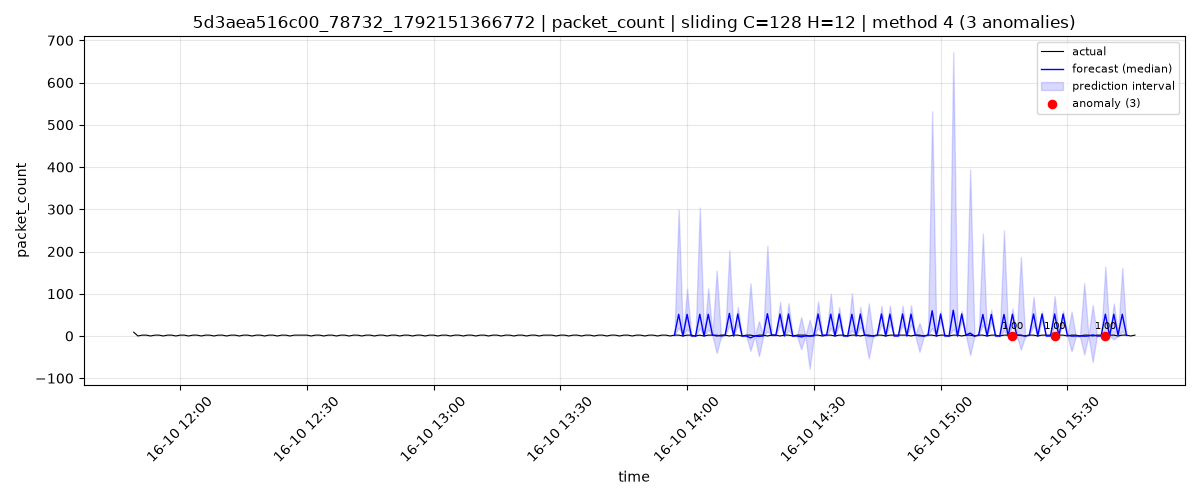 5d3aea516c00_78732_1792151366772 | packet_count | sliding C=128 H=12 | method 4 (3 anomalies)
actual
forecast (median)
prediction interval
anomaly (3)
packet_count
700
600
500
400
300
200
100
0
−100
1.00 1.00 1.00
16-10 12:00 16-10 12:30 16-10 13:00 16-10 13:30 16-10 14:00 16-10 14:30 16-10 15:00 16-10 15:30
time